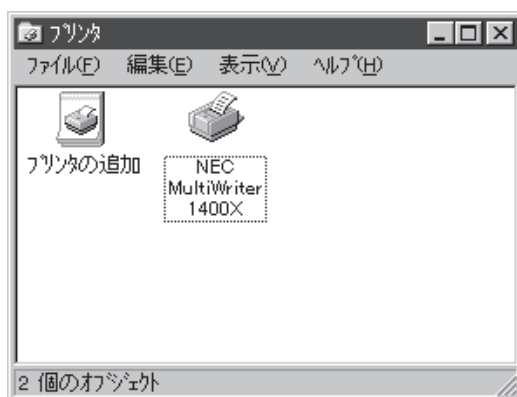 プリンタ
ファイル(F) 編集(E) 表示(V) ヘルプ(H)
プリンタの追加
NEC
MultiWriter
1400X
2 個のオブジェクト